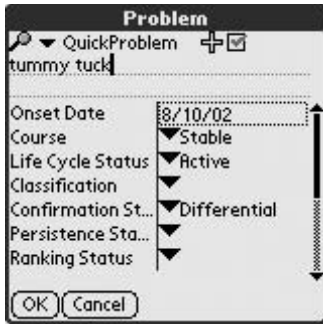 Problem
QuickProblem
tummy tuck
Onset Date 8/10/02
Course Stable
Life Cycle Status Active
Classification
Confirmation St... Differential
Persistence Sta...
Ranking Status
OK Cancel